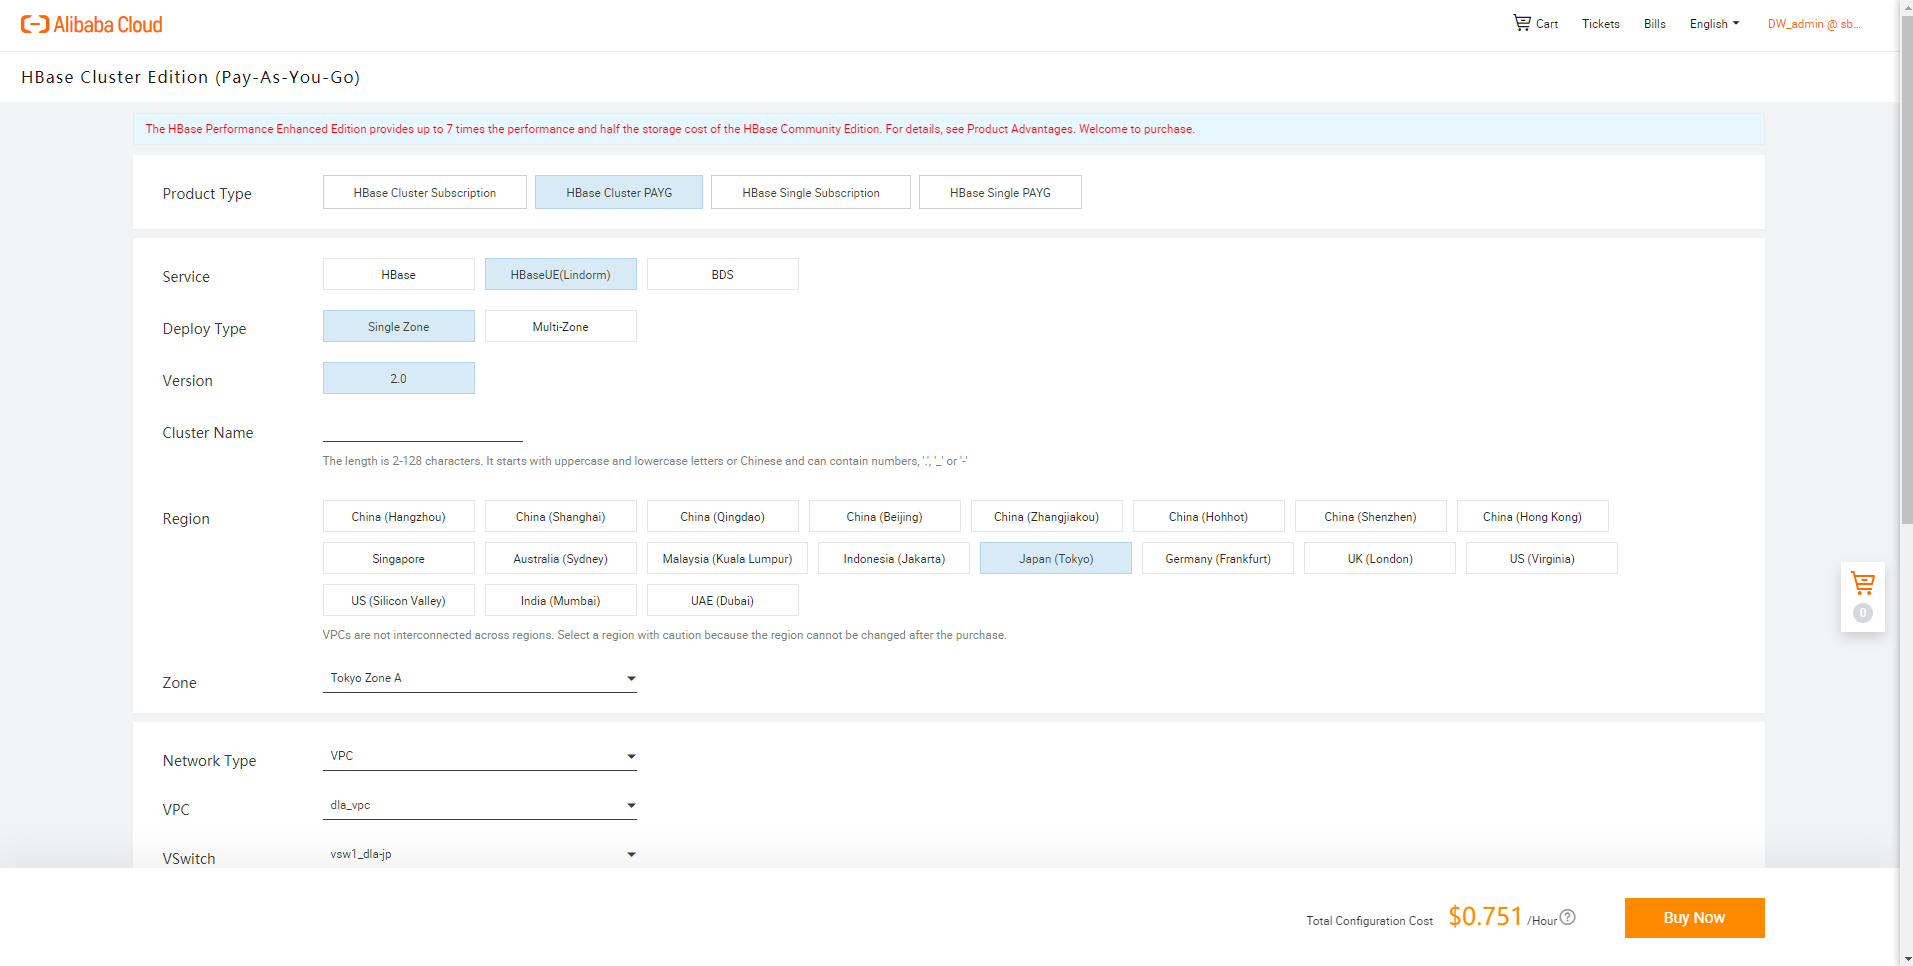 Alibaba Cloud
Cart Tickets Bills English DW_admin @ sb...
HBase Cluster Edition (Pay-As-You-Go)
The HBase Performance Enhanced Edition provides up to 7 times the performance and half the storage cost of the HBase Community Edition. For details, see Product Advantages. Welcome to purchase.
Product Type HBase Cluster Subscription HBase Cluster PAYG HBase Single Subscription HBase Single PAYG
Service HBase HBaseUE(Lindorm) BDS
Deploy Type Single Zone Multi-Zone
Version 2.0
Cluster Name
The length is 2-128 characters. It starts with uppercase and lowercase letters or Chinese and can contain numbers, '.', '_' or '-'
Region China (Hangzhou) China (Shanghai) China (Qingdao) China (Beijing) China (Zhangjiakou) China (Hohhot) China (Shenzhen) China (Hong Kong)
Singapore Australia (Sydney) Malaysia (Kuala Lumpur) Indonesia (Jakarta) Japan (Tokyo) Germany (Frankfurt) UK (London) US (Virginia)
US (Silicon Valley) India (Mumbai) UAE (Dubai)
0
VPCs are not interconnected across regions. Select a region with caution because the region cannot be changed after the purchase.
Zone Tokyo Zone A
Network Type VPC
VPC dla_vpc
VSwitch vsw1_dla-jp
Total Configuration Cost $0.751 /Hour ? Buy Now